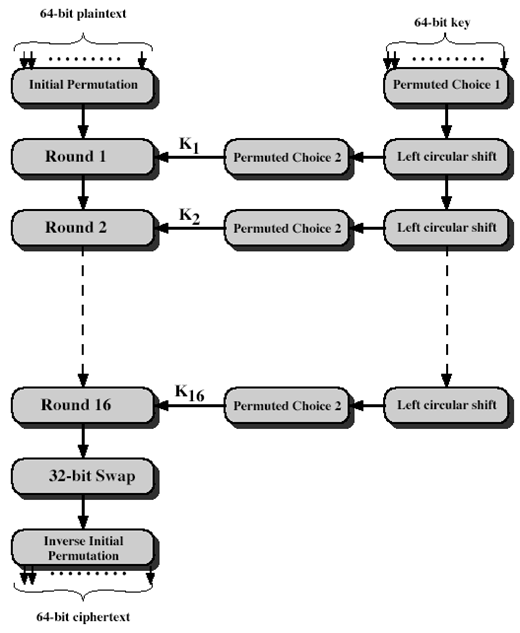 64-bit plaintext
64-bit key
Initial Permutation
Permuted Choice 1
Round 1
K1
Permuted Choice 2
Left circular shift
Round 2
K2
Permuted Choice 2
Left circular shift
Round 16
K16
Permuted Choice 2
Left circular shift
32-bit Swap
Inverse Initial
Permutation
64-bit ciphertext